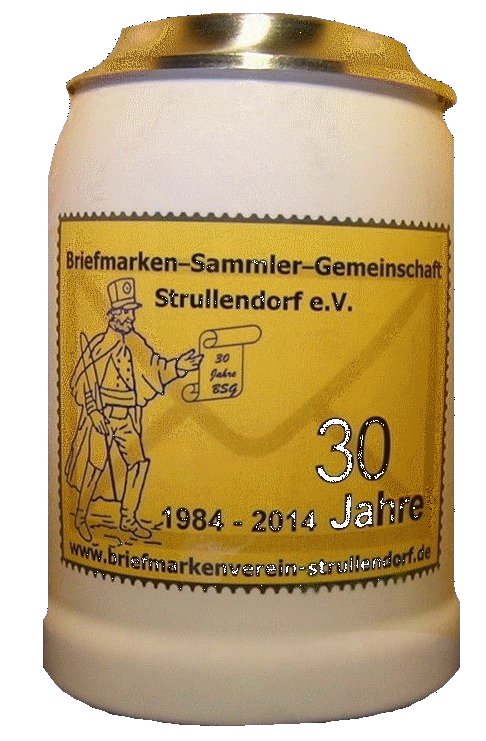 Briefmarken–Sammler–Gemeinschaft
Strullendorf e.V.
30
Jahre
BSG
30
1984 - 2014 Jahre
www.briefmarkenverein-strullendorf.de